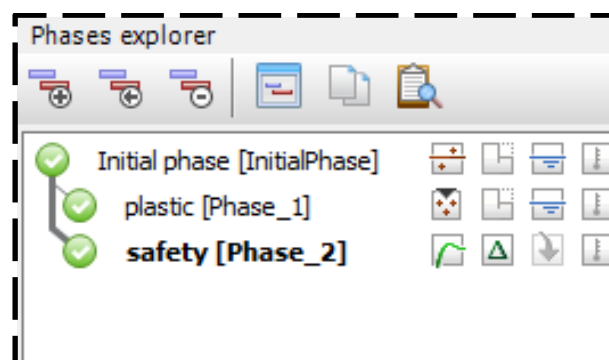 Phases explorer
Initial phase [InitialPhase]
plastic [Phase_1]
safety [Phase_2]